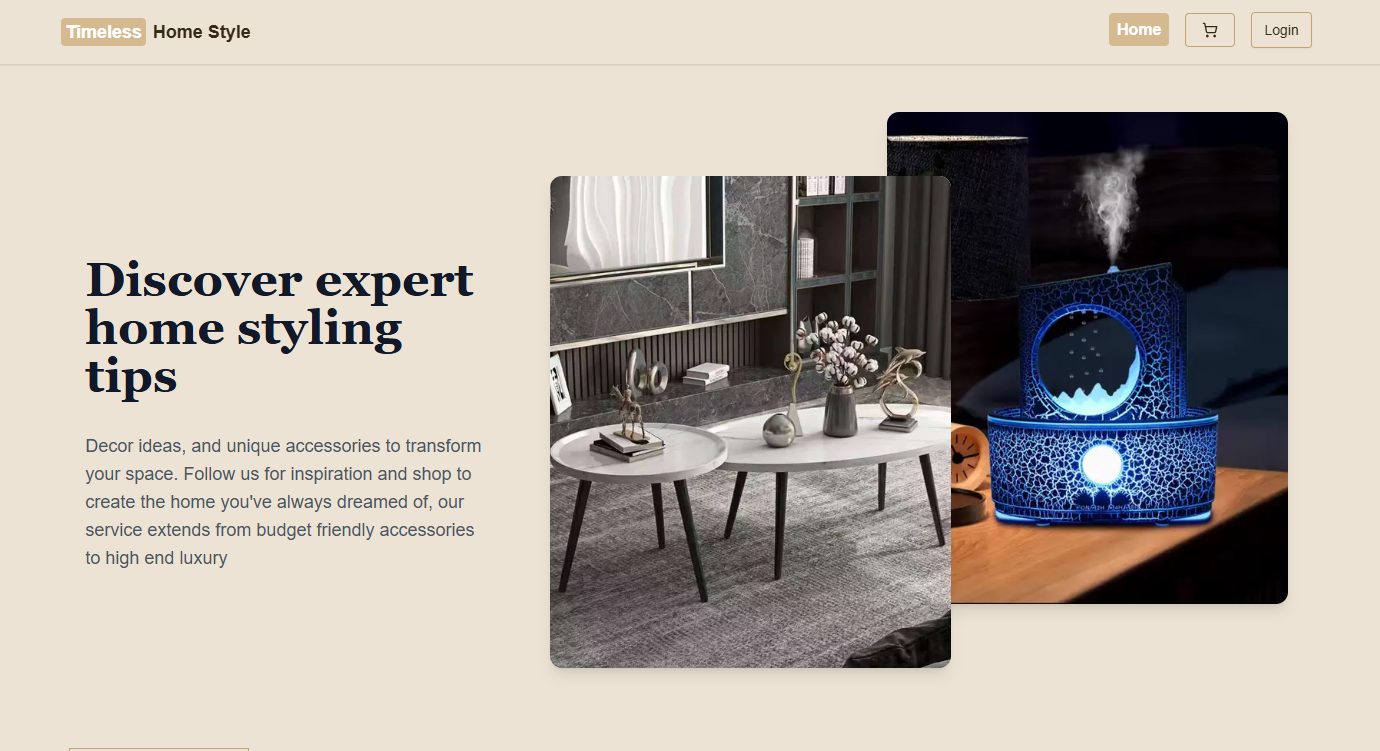 Timeless Home Style
Home
Login
Discover expert
home styling
tips
Decor ideas, and unique accessories to transform
your space. Follow us for inspiration and shop to
create the home you've always dreamed of, our
service extends from budget friendly accessories
to high end luxury